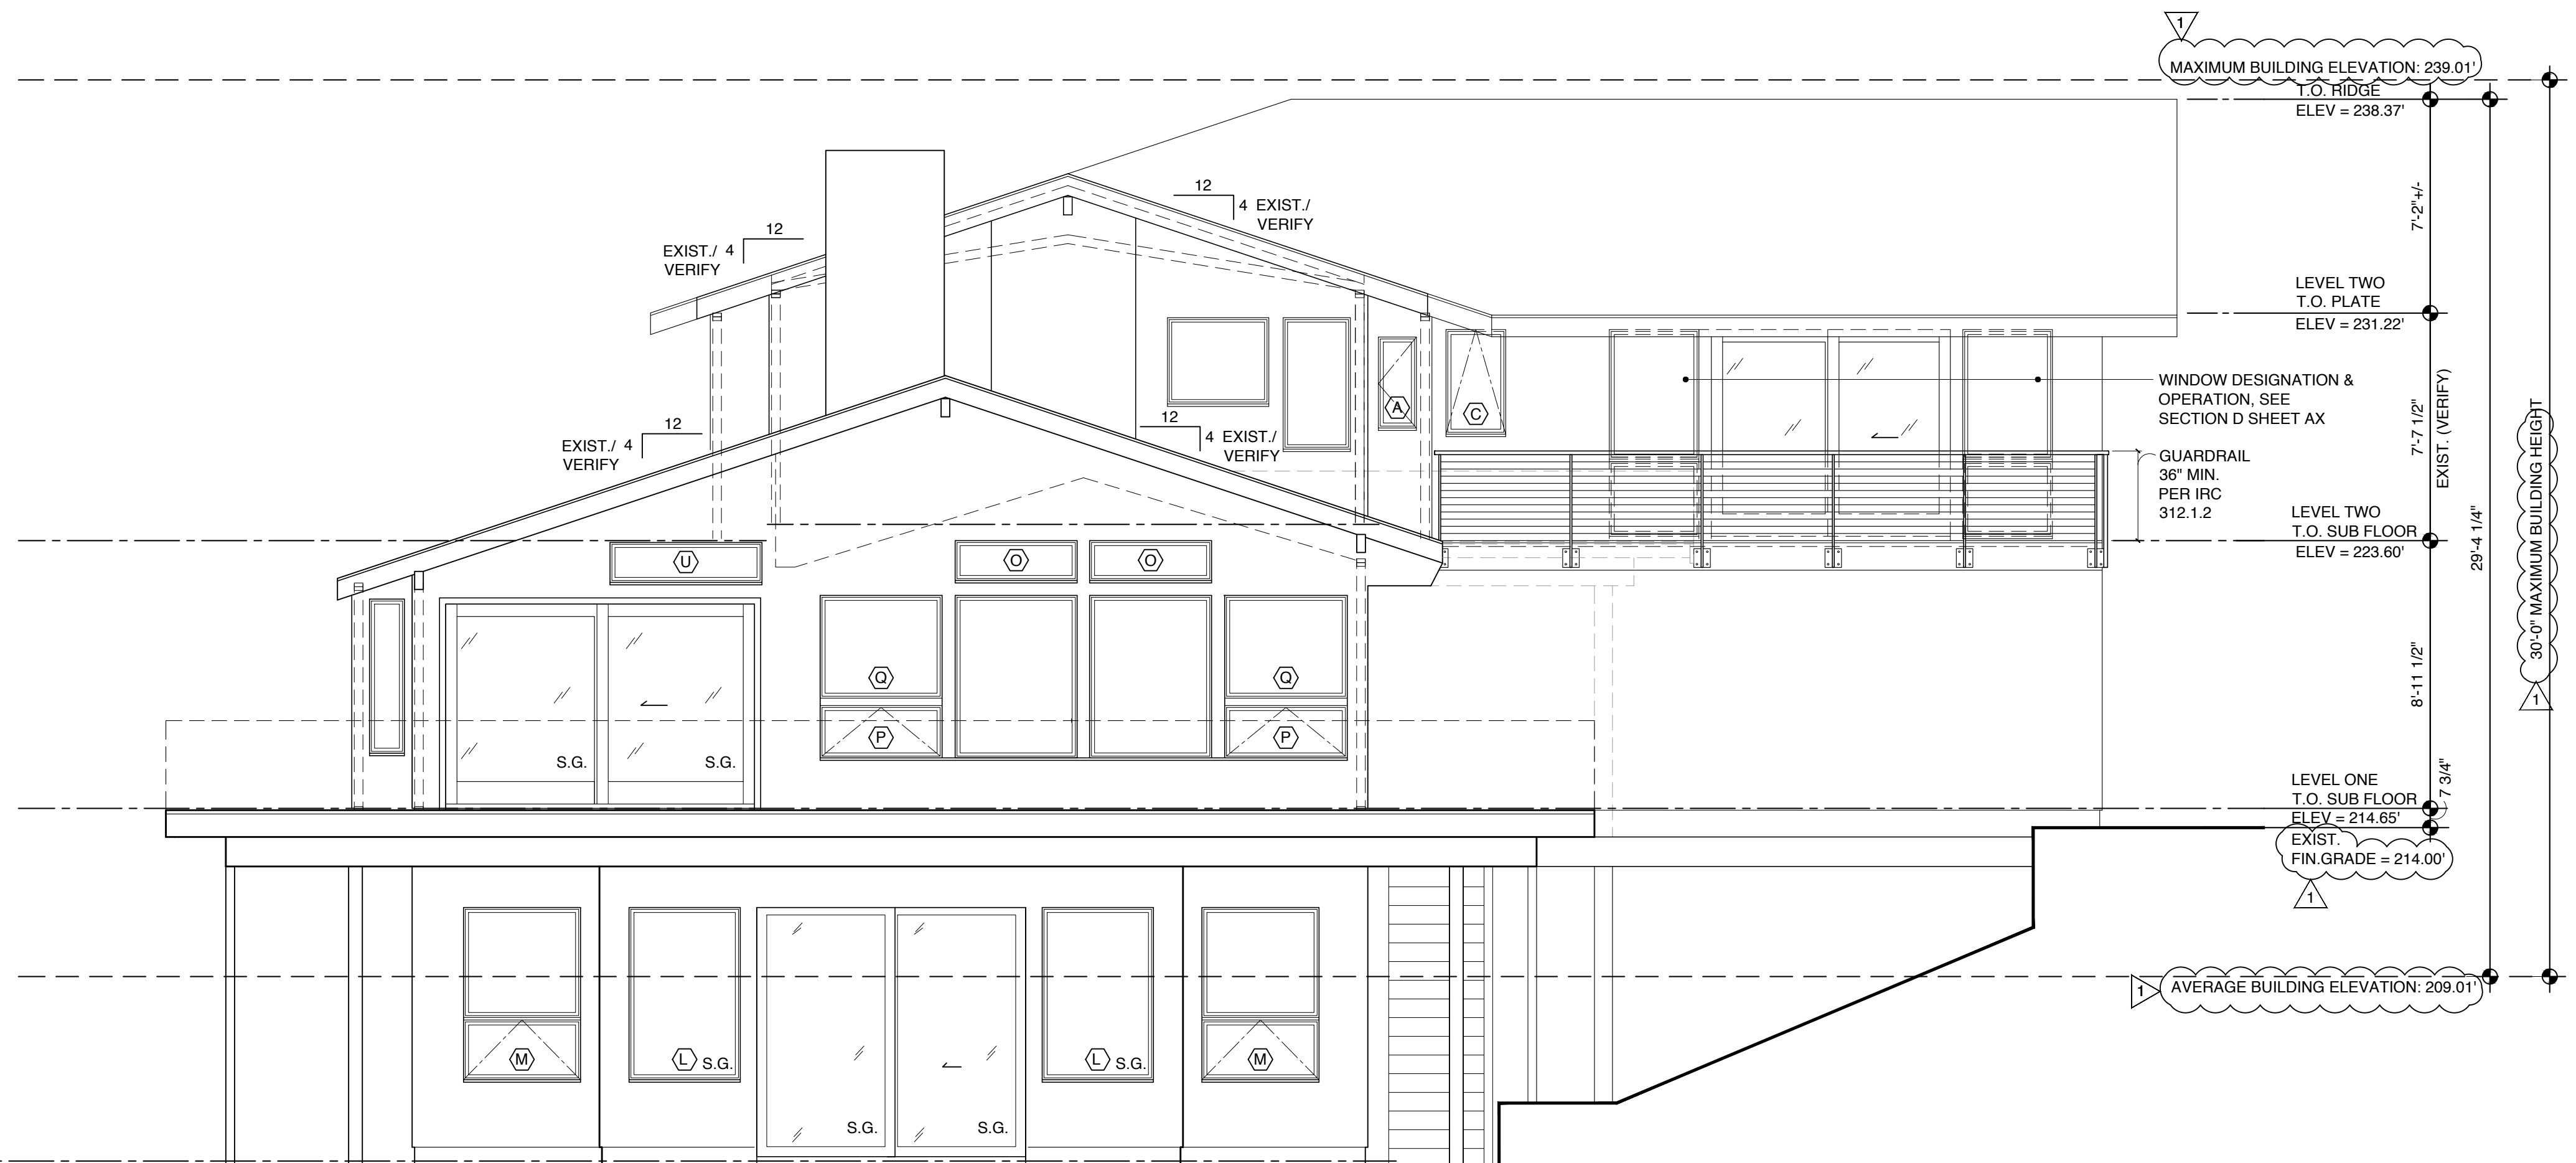 1
MAXIMUM BUILDING ELEVATION: 239.01'
T.O. RIDGE
ELEV = 238.37'
7'-2"+/-
12
4 EXIST./
VERIFY
12
EXIST./ 4
VERIFY
LEVEL TWO
T.O. PLATE
ELEV = 231.22'
A
C
WINDOW DESIGNATION &
OPERATION, SEE
SECTION D SHEET AX
7'-7 1/2"
EXIST. (VERIFY)
12
4 EXIST./
VERIFY
12
EXIST./ 4
VERIFY
GUARDRAIL
36" MIN.
PER IRC
312.1.2
LEVEL TWO
T.O. SUB FLOOR
ELEV = 223.60'
29'-4 1/4"
30'-0" MAXIMUM BUILDING HEIGHT
1
U
O
O
Q
Q
P
P
S.G.
S.G.
8'-11 1/2"
7 3/4"
LEVEL ONE
T.O. SUB FLOOR
ELEV = 214.65'
EXIST.
FIN.GRADE = 214.00'
1
1
AVERAGE BUILDING ELEVATION: 209.01'
M
L S.G.
L S.G.
M
S.G.
S.G.